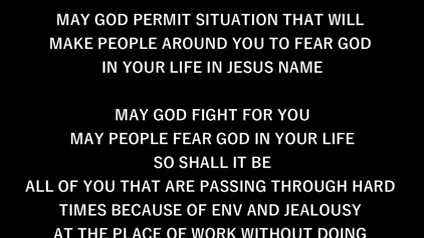 MAY GOD PERMIT SITUATION THAT WILL
MAKE PEOPLE AROUND YOU TO FEAR GOD
IN YOUR LIFE IN JESUS NAME
MAY GOD FIGHT FOR YOU
MAY PEOPLE FEAR GOD IN YOUR LIFE
SO SHALL IT BE
ALL OF YOU THAT ARE PASSING THROUGH HARD
TIMES BECAUSE OF ENV AND JEALOUSY
AT THE PLACE OF WORK WITHOUT DOING